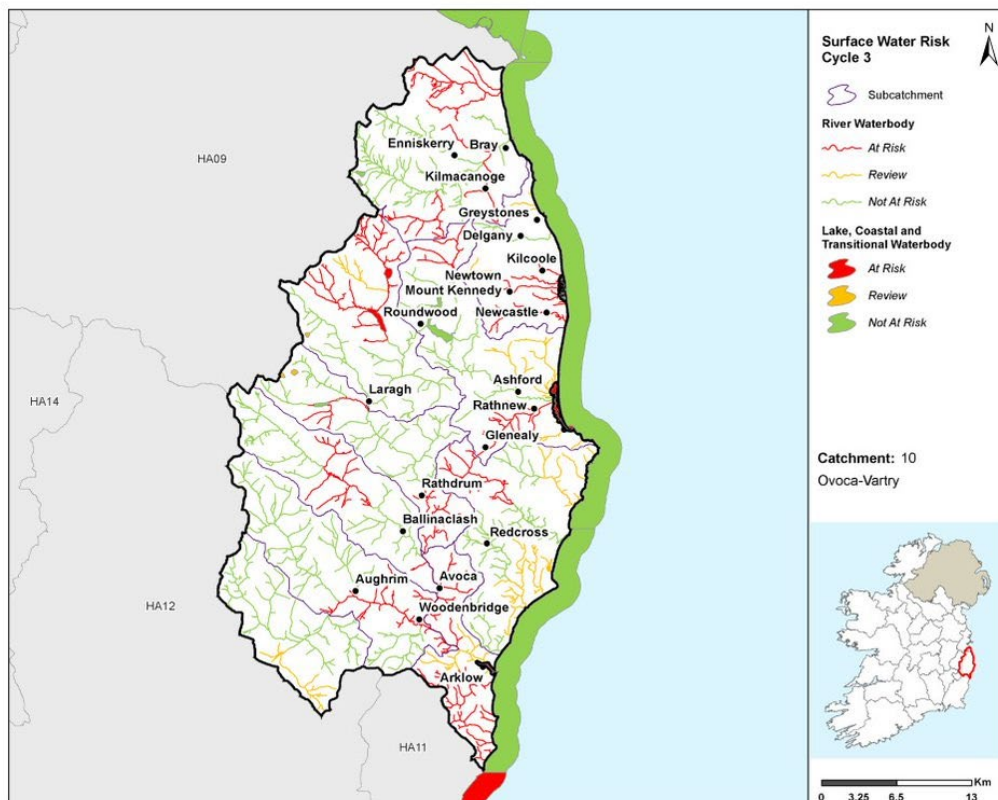 Surface Water Risk
Cycle 3
N
Subcatchment
River Waterbody
At Risk
Review
Not At Risk
Lake, Coastal and
Transitional Waterbody
At Risk
Review
Not At Risk
Catchment: 10
Ovoca-Vartry
Km
0 3.25 6.5 13
HA09
HA14
HA12
HA11
Enniskerry
Bray
Kilmacanoge
Greystones
Delgany
Kilcoole
Newtown
Mount Kennedy
Roundwood
Newcastle
Ashford
Laragh
Rathnew
Glenealy
Rathdrum
Ballinaclash
Redcross
Aughrim
Avoca
Woodenbridge
Arklow